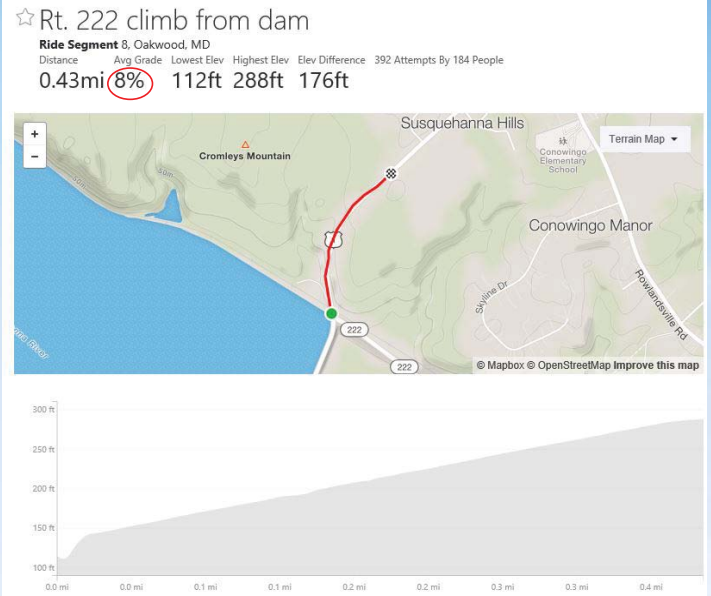 Rt. 222 climb from dam
Ride Segment 8, Oakwood, MD
Distance Avg Grade Lowest Elev Highest Elev Elev Difference 392 Attempts By 184 People
0.43mi 8% 112ft 288ft 176ft
+
−
Terrain Map
Susquehanna Hills
Cromleys Mountain
Conowingo
Elementary
School
50m
50m
Conowingo Manor
1
Skyline Dr
Rowlandsville Rd
222
222
River
© Mapbox © OpenStreetMap Improve this map
300 ft
250 ft
200 ft
150 ft
100 ft
0.0 mi 0.0 mi 0.1 mi 0.1 mi 0.2 mi 0.2 mi 0.3 mi 0.3 mi 0.4 mi